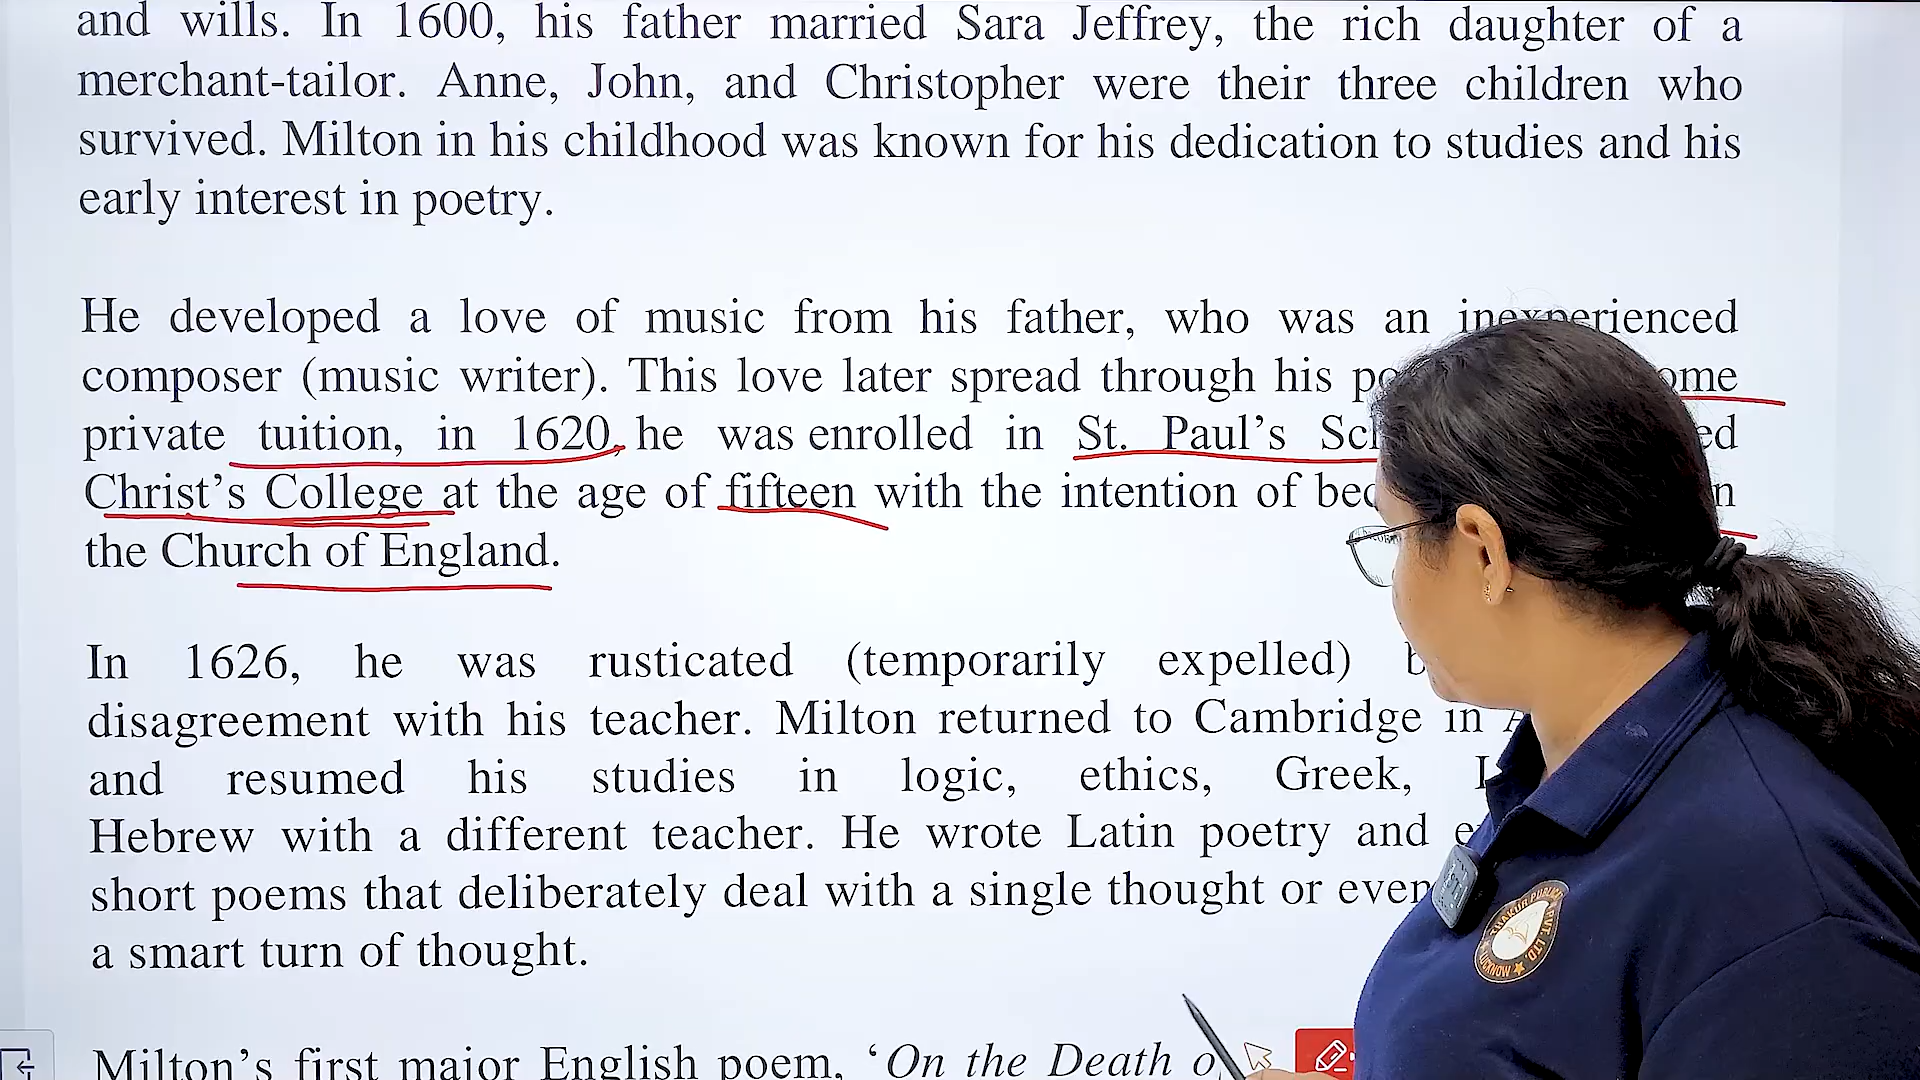 and wills. In 1600, his father married Sara Jeffrey, the rich daughter of a
merchant-tailor. Anne, John, and Christopher were their three children who
survived. Milton in his childhood was known for his dedication to studies and his
early interest in poetry.
He developed a love of music from his father, who was an inexperienced
composer (music writer). This love later spread through his
private tuition, in 1620, he was enrolled in St. Paul's
Christ's College at the age of fifteen with the intention of
the Church of England.
In 1626, he was rusticated (temporarily expelled)
disagreement with his teacher. Milton returned to Cambridge in
and resumed his studies in logic, ethics, Greek,
Hebrew with a different teacher. He wrote Latin poetry and
short poems that deliberately deal with a single thought or
a smart turn of thought.
Milton's first major English poem, ‘On the Death